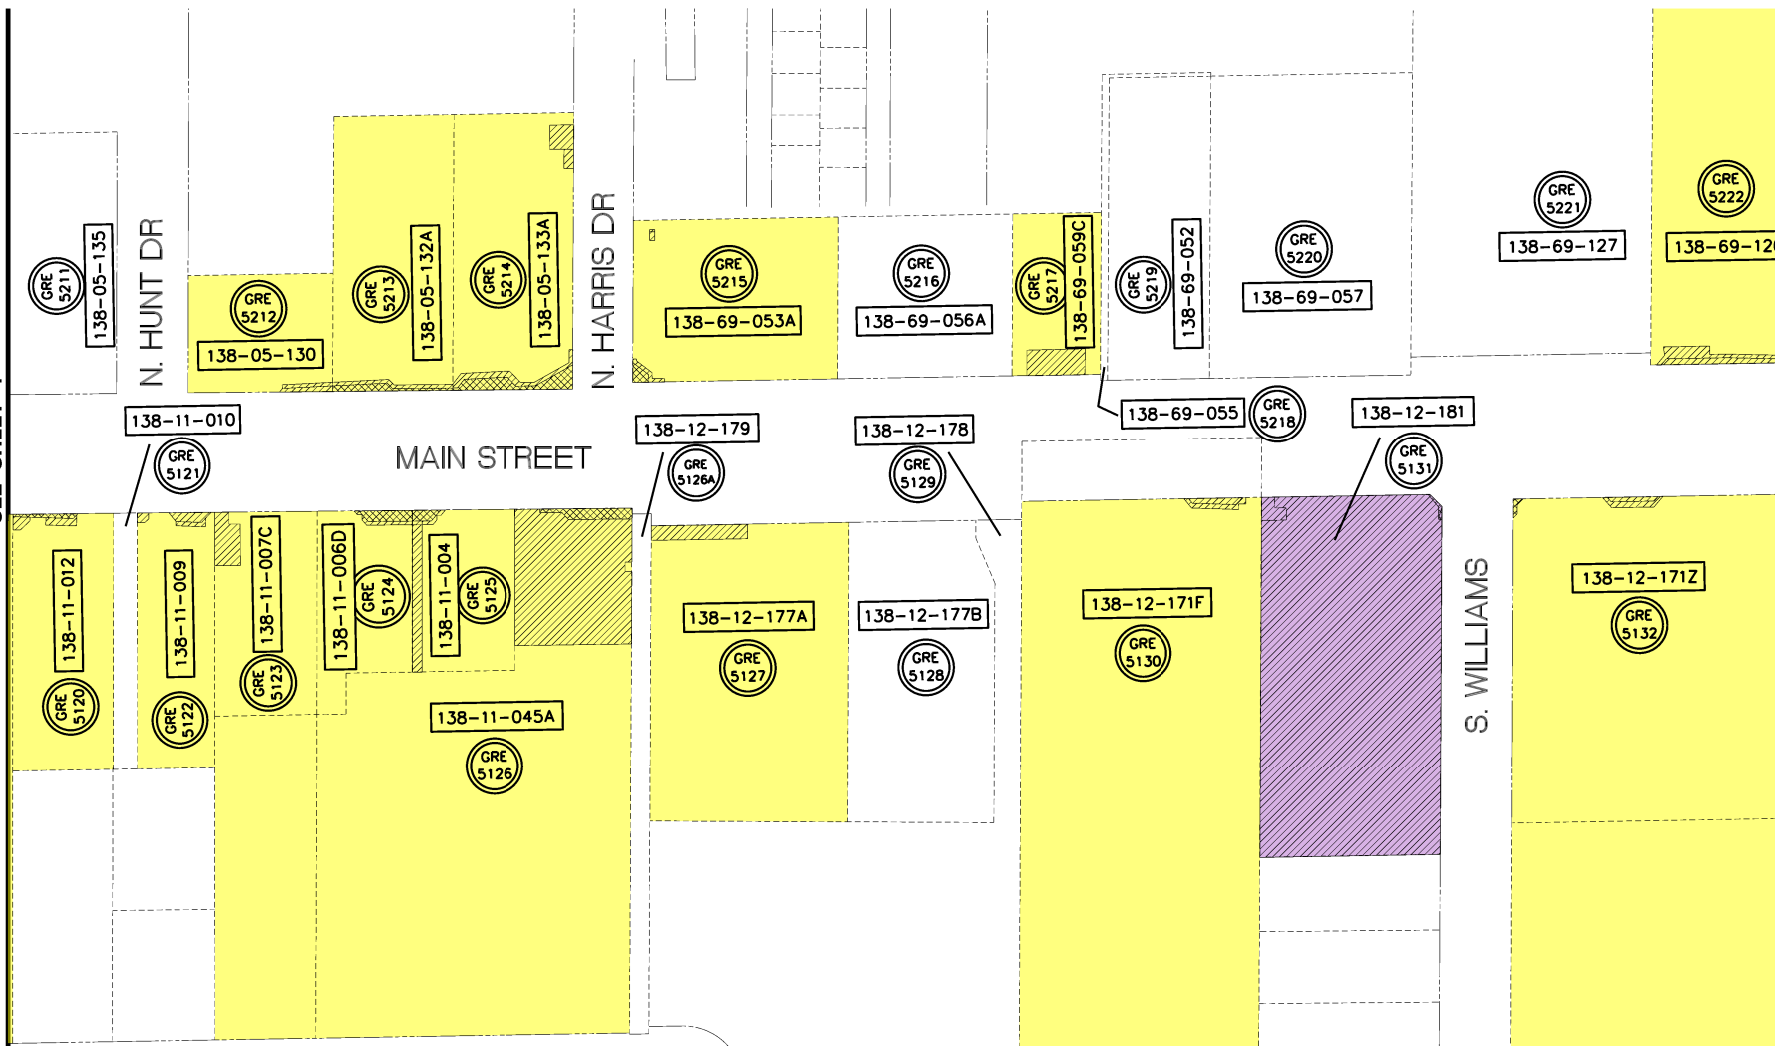 GRE
5211
138-05-135
N. HUNT DR
GRE
5212
138-05-130
GRE
5213
138-05-132A
GRE
5214
138-05-133A
N. HARRIS DR
GRE
5215
138-69-053A
GRE
5216
138-69-056A
GRE
5217
138-69-059C
GRE
5219
138-69-052
GRE
5220
138-69-057
GRE
5221
138-69-127
GRE
5222
138-69-12
138-69-055
GRE
5218
138-11-010
GRE
5121
MAIN STREET
138-12-179
GRE
5126A
138-12-178
GRE
5129
138-12-181
GRE
5131
138-11-012
GRE
5120
138-11-009
GRE
5122
138-11-007C
GRE
5123
138-11-006D
GRE
5124
138-11-004
GRE
5125
138-11-045A
GRE
5126
138-12-177A
GRE
5127
138-12-177B
GRE
5128
138-12-171F
GRE
5130
S. WILLIAMS
138-12-171Z
GRE
5132